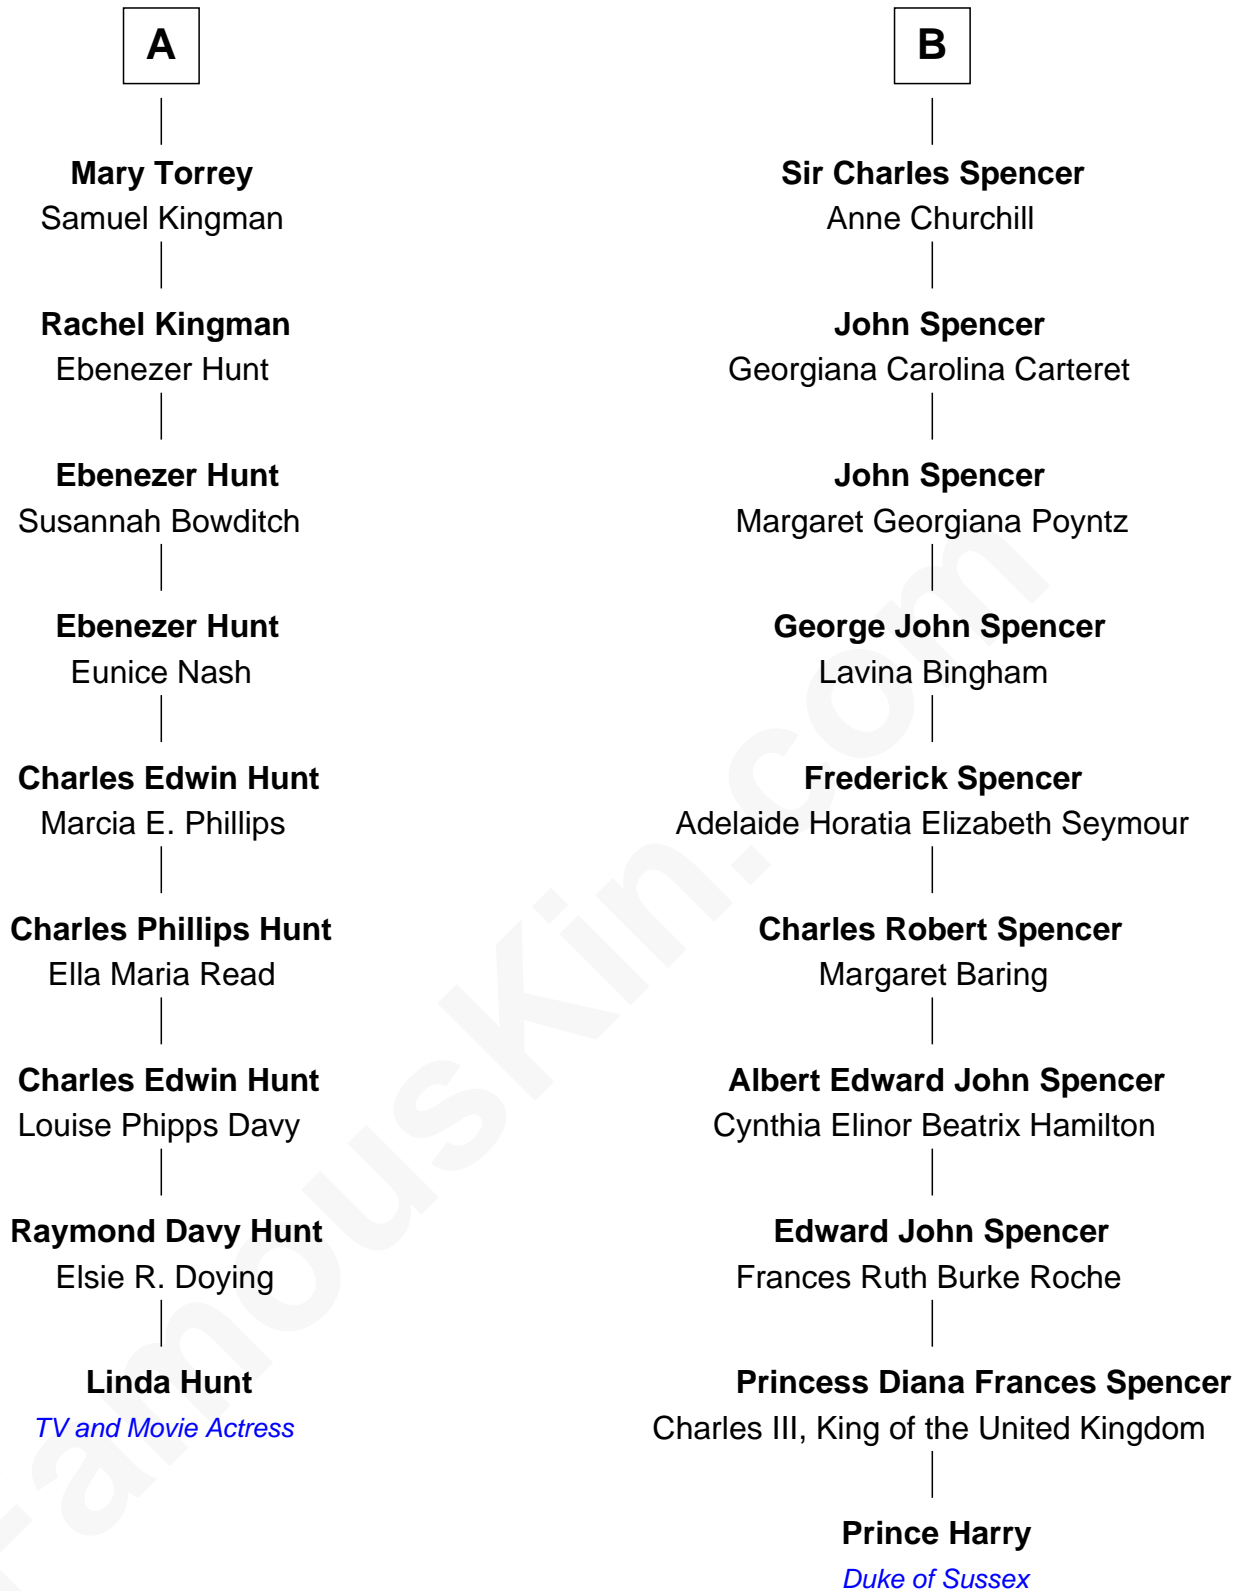 A
Mary Torrey
Samuel Kingman
Rachel Kingman
Ebenezer Hunt
Ebenezer Hunt
Susannah Bowditch
Ebenezer Hunt
Eunice Nash
Charles Edwin Hunt
Marcia E. Phillips
Charles Phillips Hunt
Ella Maria Read
Charles Edwin Hunt
Louise Phipps Davy
Raymond Davy Hunt
Elsie R. Doying
Linda Hunt
TV and Movie Actress
B
Sir Charles Spencer
Anne Churchill
John Spencer
Georgiana Carolina Carteret
John Spencer
Margaret Georgiana Poyntz
George John Spencer
Lavina Bingham
Frederick Spencer
Adelaide Horatia Elizabeth Seymour
Charles Robert Spencer
Margaret Baring
Albert Edward John Spencer
Cynthia Elinor Beatrix Hamilton
Edward John Spencer
Frances Ruth Burke Roche
Princess Diana Frances Spencer
Charles III, King of the United Kingdom
Prince Harry
Duke of Sussex
FamousKin.com